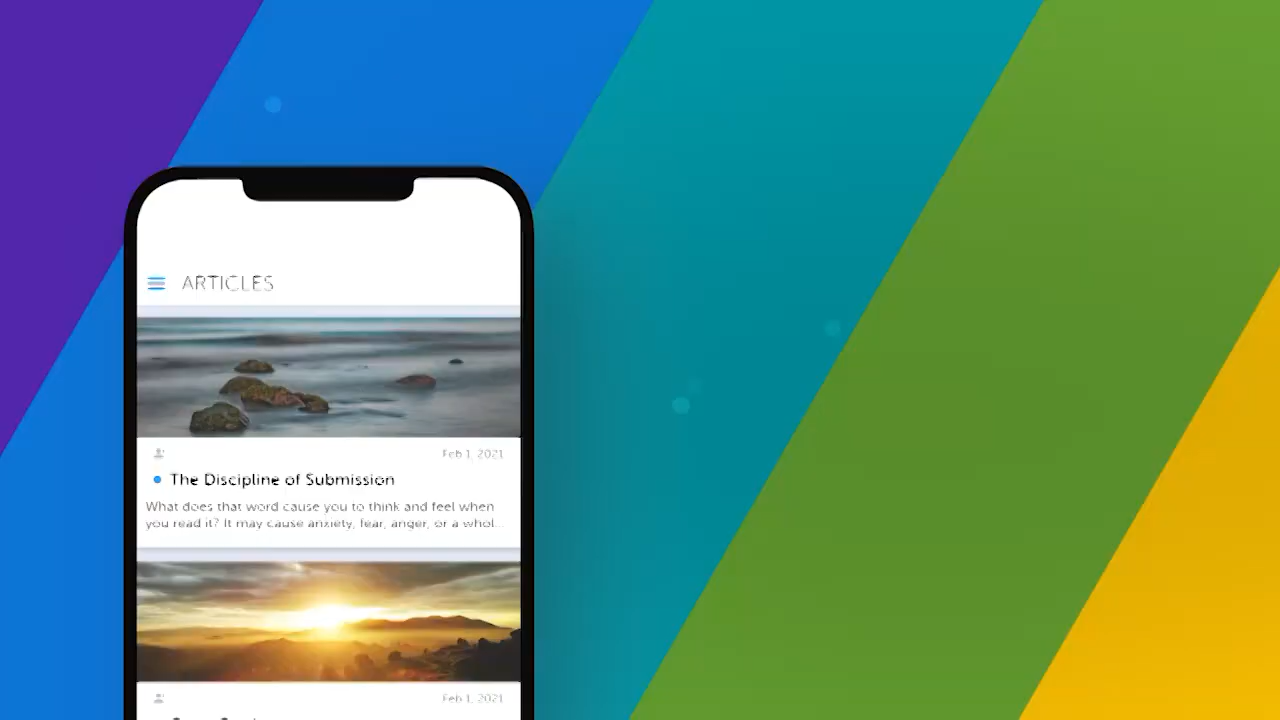 ARTICLES
Feb 1, 2021
The Discipline of Submission
What does that word cause you to think and feel when
you read it? It may cause anxiety, fear, anger, or a whol...
Feb 1, 2021